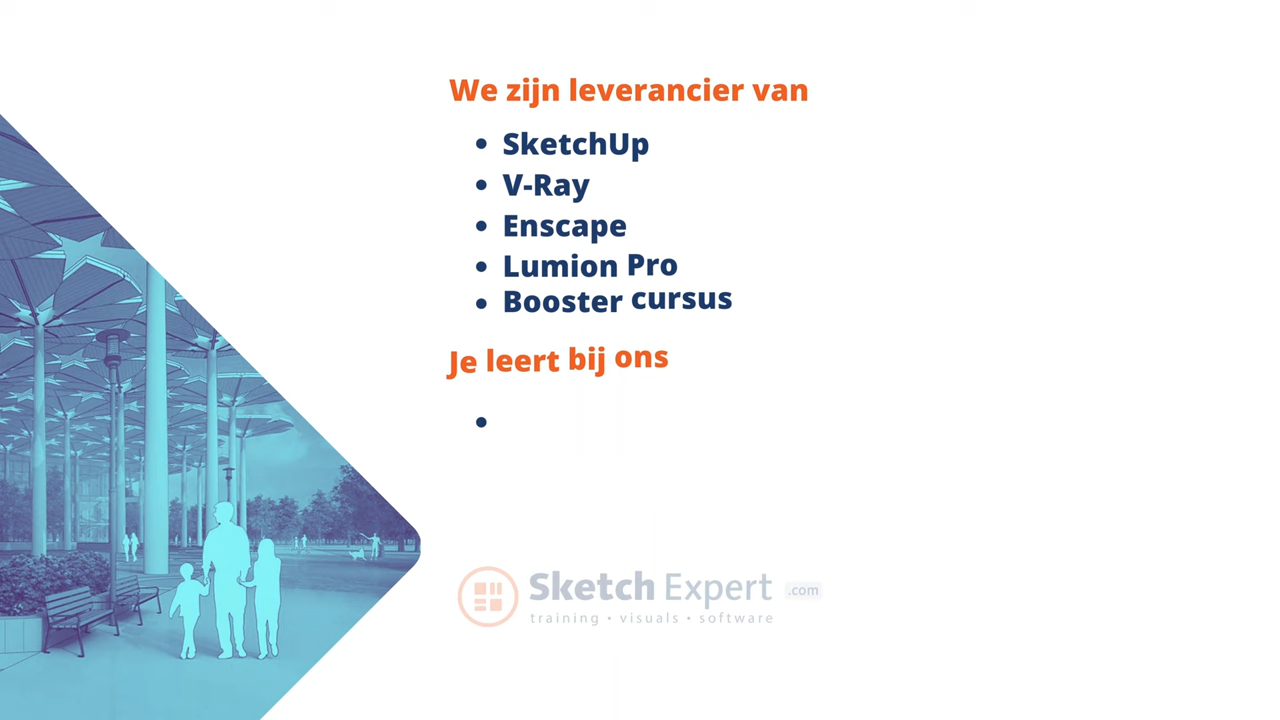 We zijn leverancier van
• SketchUp
• V-Ray
• Enscape
• Lumion Pro
• Booster cursus
Je leert bij ons
•
Sketch Expert .com
training • visuals • software